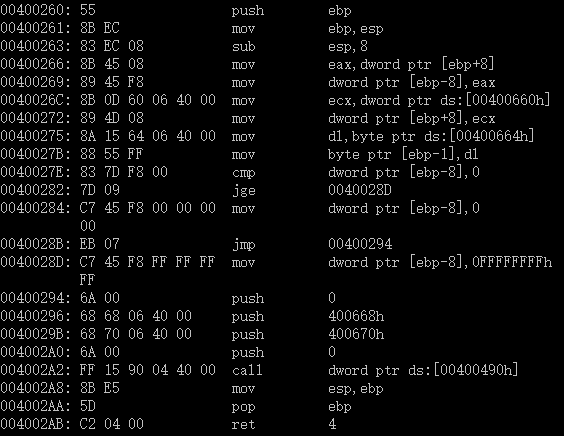 00400260: 55 push ebp
00400261: 8B EC mov ebp,esp
00400263: 83 EC 08 sub esp,8
00400266: 8B 45 08 mov eax,dword ptr [ebp+8]
00400269: 89 45 F8 mov dword ptr [ebp-8],eax
0040026C: 8B 0D 60 06 40 00 mov ecx,dword ptr ds:[00400660h]
00400272: 89 4D 08 mov dword ptr [ebp+8],ecx
00400275: 8A 15 64 06 40 00 mov dl,byte ptr ds:[00400664h]
0040027B: 88 55 FF mov byte ptr [ebp-1],dl
0040027E: 83 7D F8 00 cmp dword ptr [ebp-8],0
00400282: 7D 09 jge 0040028D
00400284: C7 45 F8 00 00 00 mov dword ptr [ebp-8],0
00
0040028B: EB 07 jmp 00400294
0040028D: C7 45 F8 FF FF FF mov dword ptr [ebp-8],0FFFFFFFFh
FF
00400294: 6A 00 push 0
00400296: 68 68 06 40 00 push 400668h
0040029B: 68 70 06 40 00 push 400670h
004002A0: 6A 00 push 0
004002A2: FF 15 90 04 40 00 call dword ptr ds:[00400490h]
004002A8: 8B E5 mov esp,ebp
004002AA: 5D pop ebp
004002AB: C2 04 00 ret 4